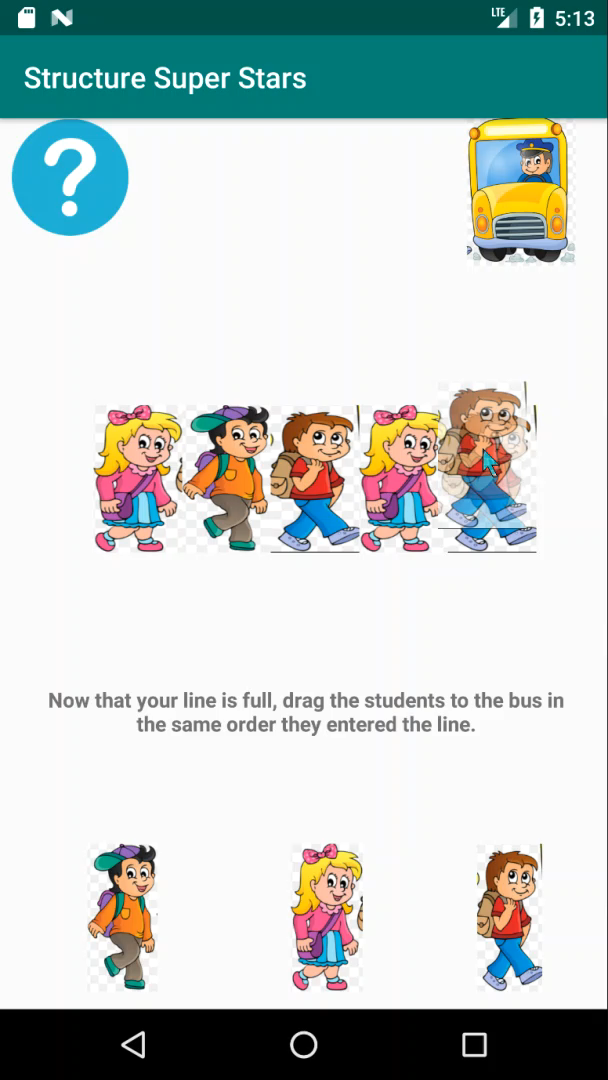 LTE
5:13
Structure Super Stars
?
Now that your line is full, drag the students to the bus in
the same order they entered the line.